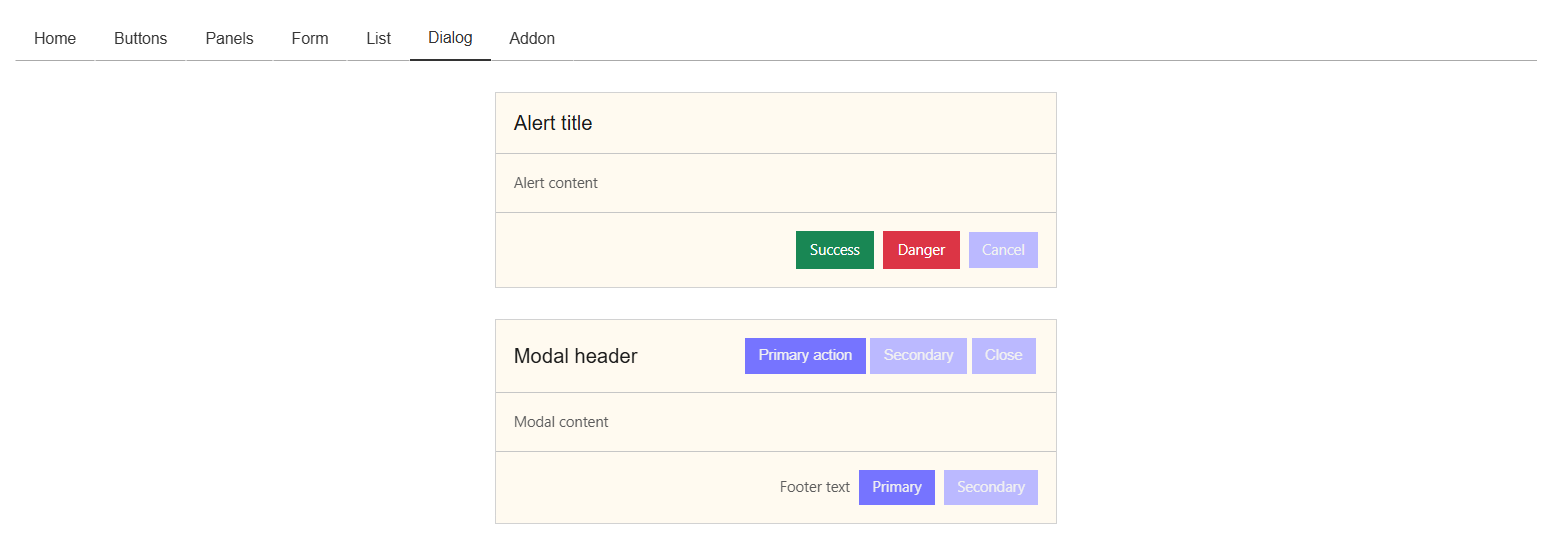 Home Buttons Panels Form List Dialog Addon
Alert title
Alert content
Success Danger Cancel
Modal header Primary action Secondary Close
Modal content
Footer text Primary Secondary